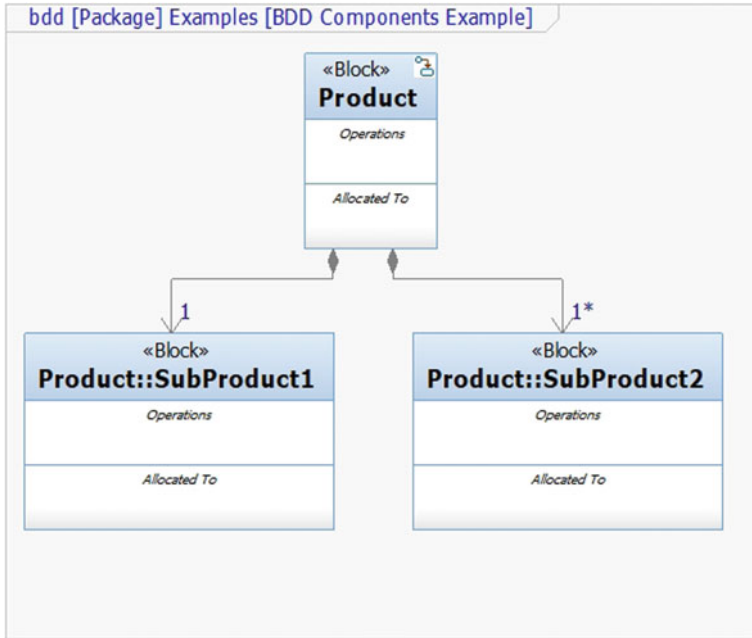 bdd [Package] Examples [BDD Components Example]
«Block»
Product
Operations
Allocated To
1
1*
«Block»
Product::SubProduct1
Operations
Allocated To
«Block»
Product::SubProduct2
Operations
Allocated To